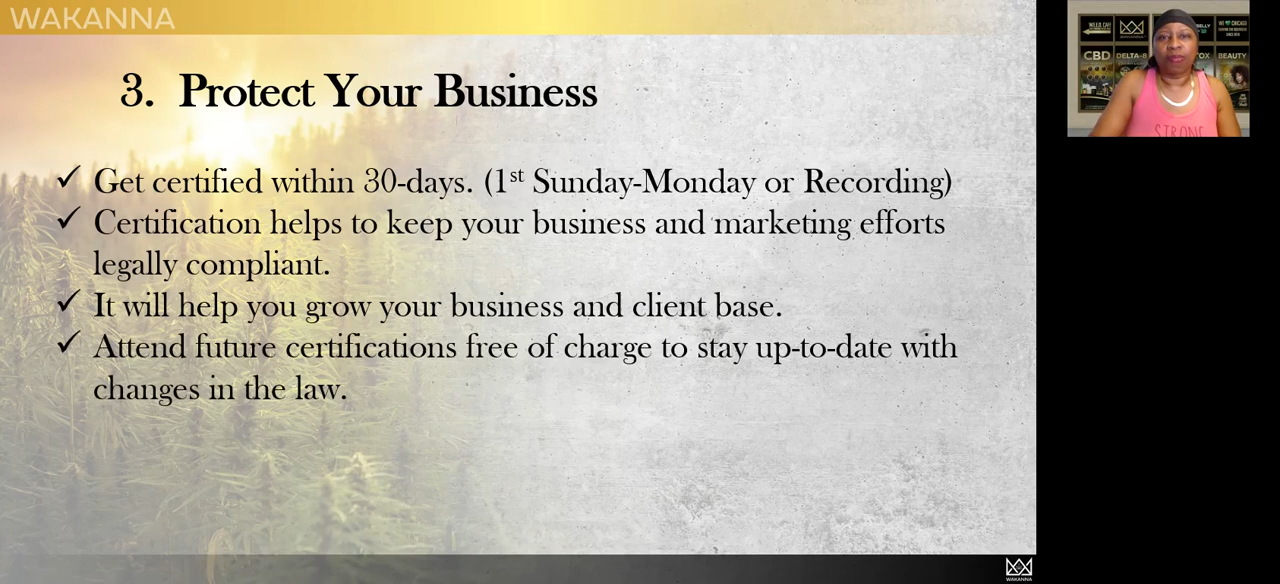 WAKANNA
3. Protect Your Business
✓ Get certified within 30-days. (1st Sunday-Monday or Recording)
✓ Certification helps to keep your business and marketing efforts
legally compliant.
✓ It will help you grow your business and client base.
✓ Attend future certifications free of charge to stay up-to-date with
changes in the law.
WAKANNA
CBD
DELTA-8
BEAUTY
STRONG